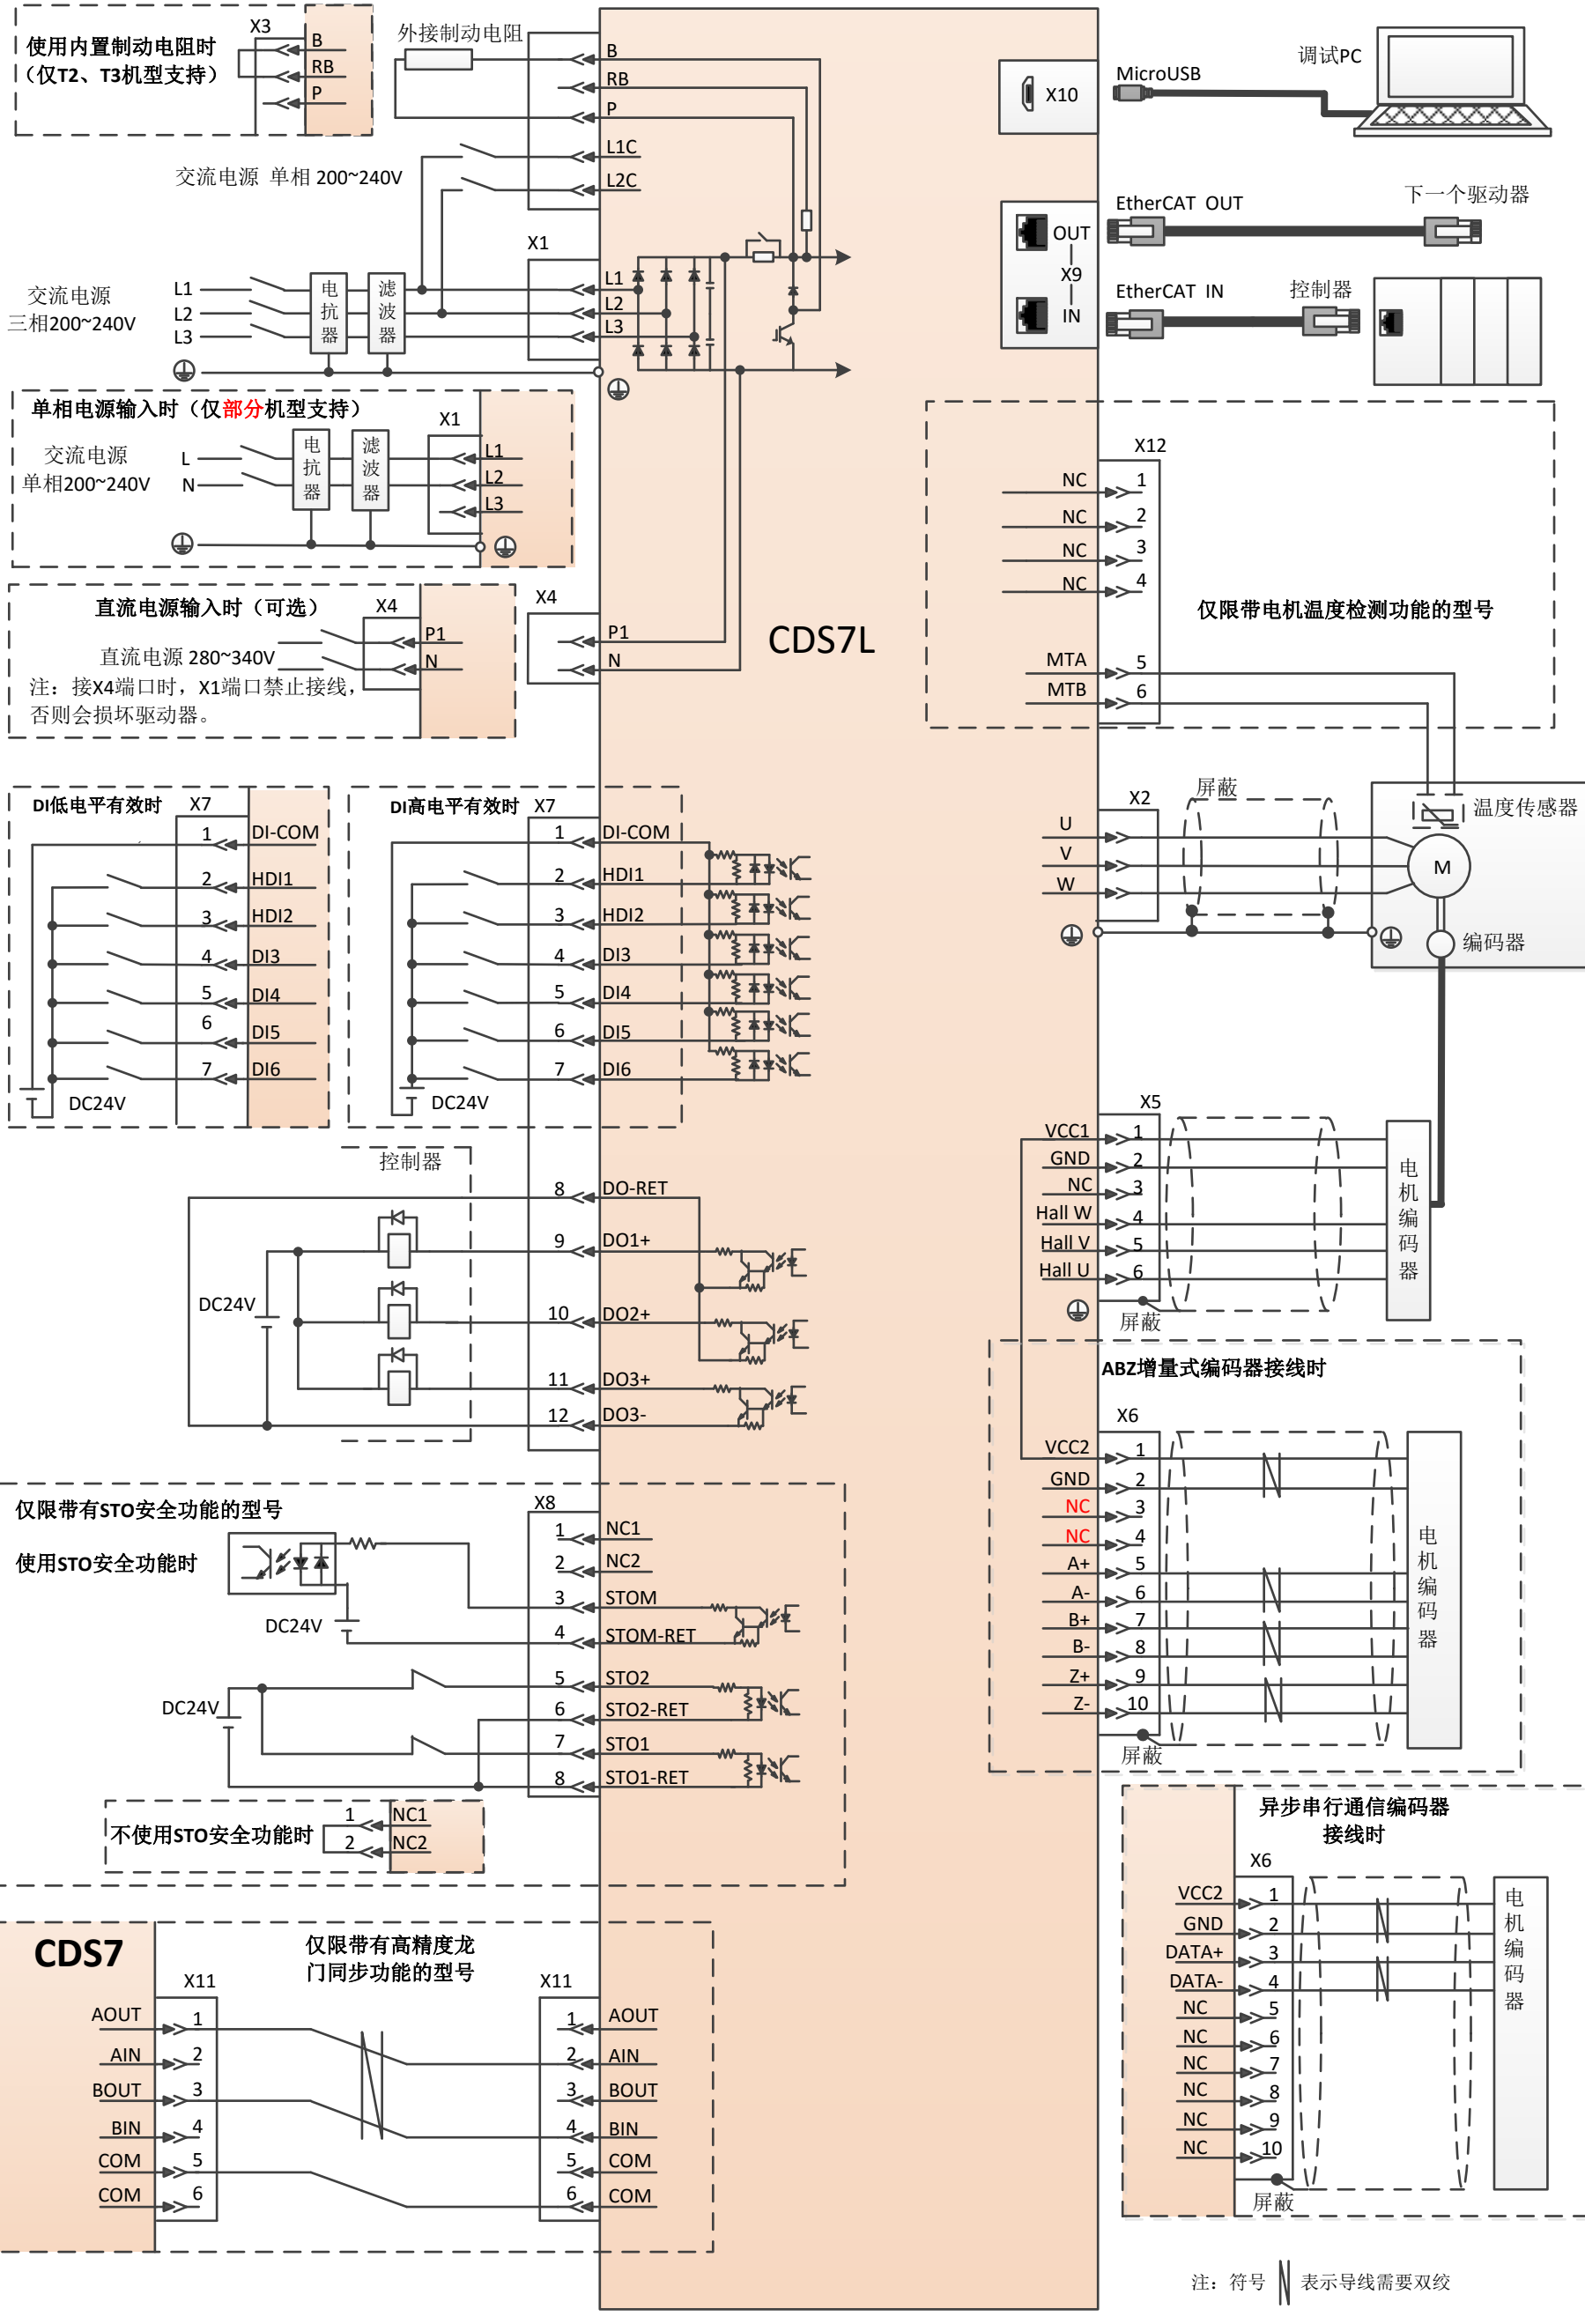 使用内置制动电阻时
（仅T2、T3机型支持）
X3
B
RB
P
外接制动电阻
B
RB
P
L1C
L2C
交流电源 单相 200~240V
X1
交流电源
三相200~240V
L1
L2
L3
电抗器
滤波器
L1
L2
L3
单相电源输入时（仅部分机型支持）
交流电源
单相200~240V
L
N
电抗器
滤波器
X1
L1
L2
L3
直流电源输入时（可选）
直流电源 280~340V
注：接X4端口时，X1端口禁止接线，
否则会损坏驱动器。
X4
P1
N
X4
P1
N
CDS7L
DI低电平有效时
X7
1 DI-COM
2 HDI1
3 HDI2
4 DI3
5 DI4
6 DI5
7 DI6
DC24V
DI高电平有效时
X7
1 DI-COM
2 HDI1
3 HDI2
4 DI3
5 DI4
6 DI5
7 DI6
DC24V
控制器
DC24V
8 DO-RET
9 DO1+
10 DO2+
11 DO3+
12 DO3-
仅限带有STO安全功能的型号
使用STO安全功能时
X8
1 NC1
2 NC2
3 STOM
4 STOM-RET
5 STO2
6 STO2-RET
7 STO1
8 STO1-RET
DC24V
DC24V
不使用STO安全功能时
1 NC1
2 NC2
CDS7
仅限带有高精度龙
门同步功能的型号
X11
AOUT 1
AIN 2
BOUT 3
BIN 4
COM 5
COM 6
X11
1 AOUT
2 AIN
3 BOUT
4 BIN
5 COM
6 COM
X10
MicroUSB
调试PC
OUT
X9
IN
EtherCAT OUT
下一个驱动器
EtherCAT IN
控制器
X12
NC 1
NC 2
NC 3
NC 4
MTA 5
MTB 6
仅限带电机温度检测功能的型号
X2
U
V
W
屏蔽
温度传感器
M
编码器
X5
VCC1 1
GND 2
NC 3
Hall W 4
Hall V 5
Hall U 6
屏蔽
电机编码器
ABZ增量式编码器接线时
X6
VCC2 1
GND 2
NC 3
NC 4
A+ 5
A- 6
B+ 7
B- 8
Z+ 9
Z- 10
屏蔽
电机编码器
异步串行通信编码器
接线时
X6
VCC2 1
GND 2
DATA+ 3
DATA- 4
NC 5
NC 6
NC 7
NC 8
NC 9
NC 10
屏蔽
电机编码器
注：符号 表示导线需要双绞